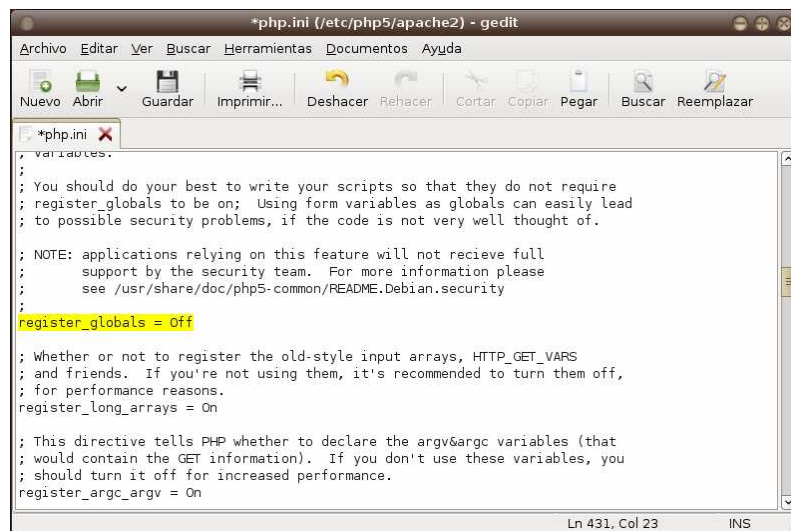 *php.ini (/etc/php5/apache2) - gedit
Archivo Editar Ver Buscar Herramientas Documentos Ayuda
Nuevo Abrir Guardar Imprimir... Deshacer Rehacer Cortar Copiar Pegar Buscar Reemplazar
*php.ini
; variables.
;
; You should do your best to write your scripts so that they do not require
; register_globals to be on;  Using form variables as globals can easily lead
; to possible security problems, if the code is not very well thought of.
; NOTE: applications relying on this feature will not recieve full
;       support by the security team.  For more information please
;       see /usr/share/doc/php5-common/README.Debian.security
;
register_globals = Off
; Whether or not to register the old-style input arrays, HTTP_GET_VARS
; and friends.  If you're not using them, it's recommended to turn them off,
; for performance reasons.
register_long_arrays = On
; This directive tells PHP whether to declare the argv&argc variables (that
; would contain the GET information).  If you don't use these variables, you
; should turn it off for increased performance.
register_argc_argv = On
Ln 431, Col 23 INS